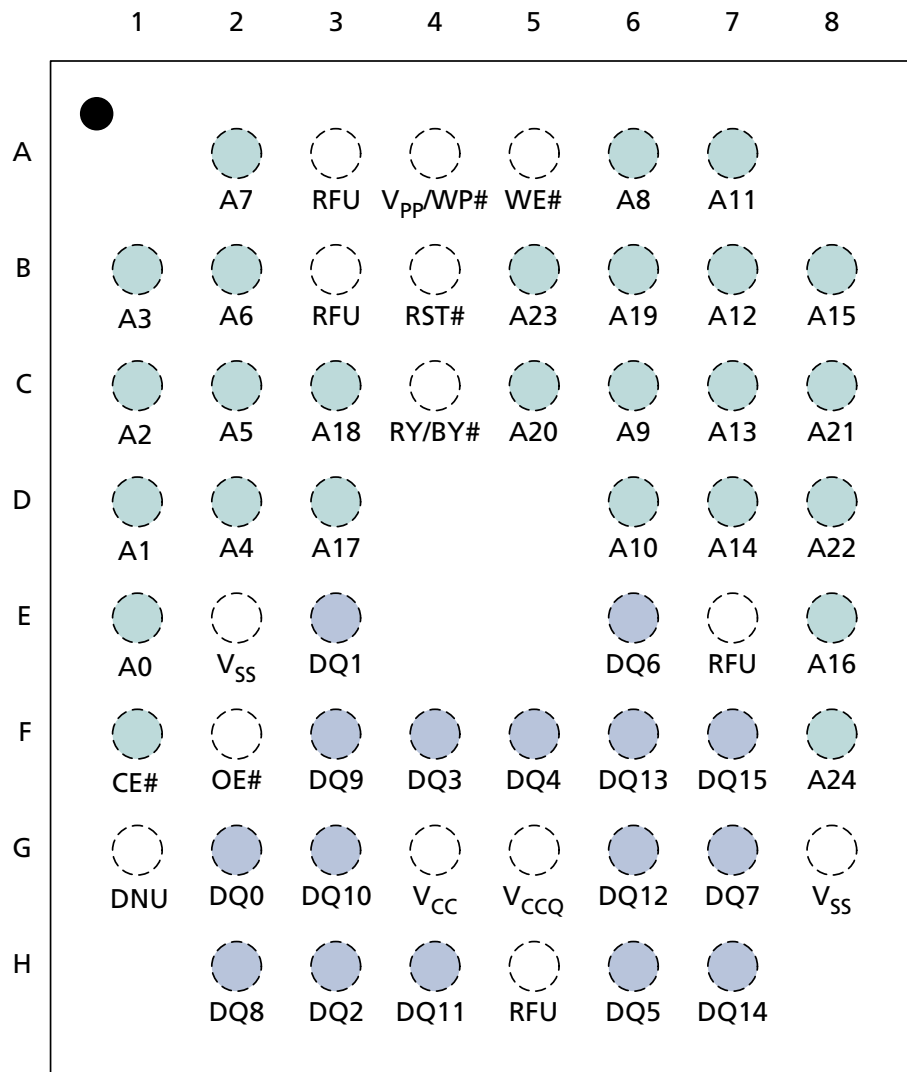 1 2 3 4 5 6 7 8
A
A7 RFU VPP/WP# WE# A8 A11
B
A3 A6 RFU RST# A23 A19 A12 A15
C
A2 A5 A18 RY/BY# A20 A9 A13 A21
D
A1 A4 A17 A10 A14 A22
E
A0 VSS DQ1 DQ6 RFU A16
F
CE# OE# DQ9 DQ3 DQ4 DQ13 DQ15 A24
G
DNU DQ0 DQ10 VCC VCCQ DQ12 DQ7 VSS
H
DQ8 DQ2 DQ11 RFU DQ5 DQ14